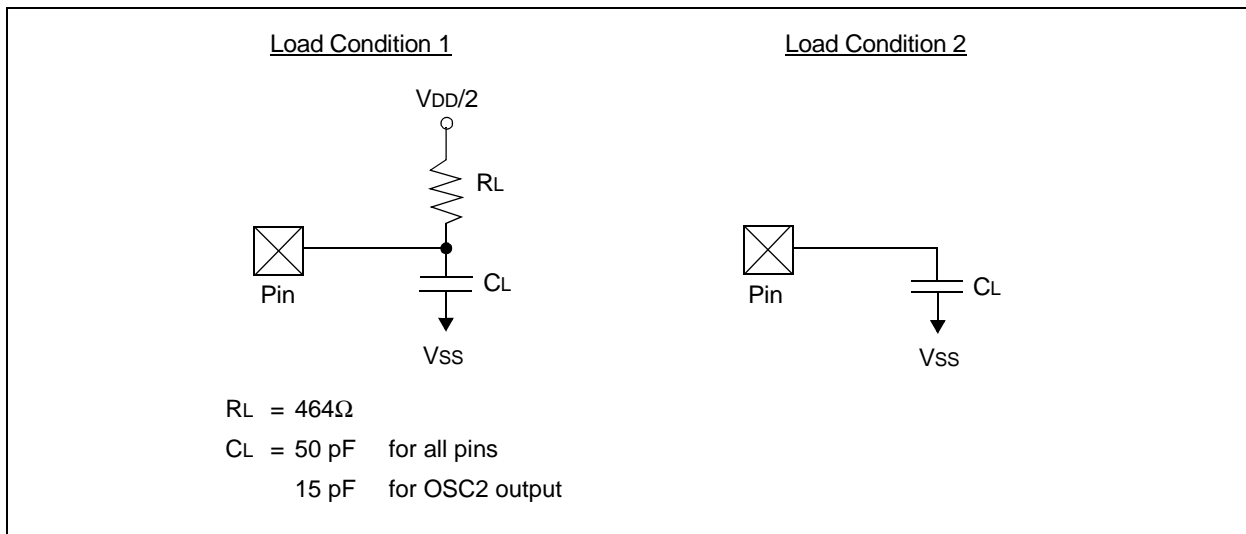 Load Condition 1
VDD/2
RL
Pin
CL
VSS
Load Condition 2
Pin
CL
VSS
RL = 464Ω
CL = 50 pF for all pins
15 pF for OSC2 output